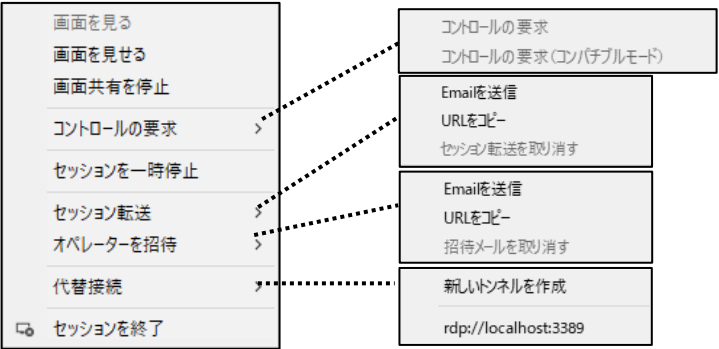 画面を見る
画面を見せる
画面共有を停止
コントロールの要求
セッションを一時停止
セッション転送
オペレーターを招待
代替接続
セッションを終了
コントロールの要求
コントロールの要求(コンパチブルモード)
Emailを送信
URLをコピー
セッション転送を取り消す
Emailを送信
URLをコピー
招待メールを取り消す
新しいトンネルを作成
rdp://localhost:3389